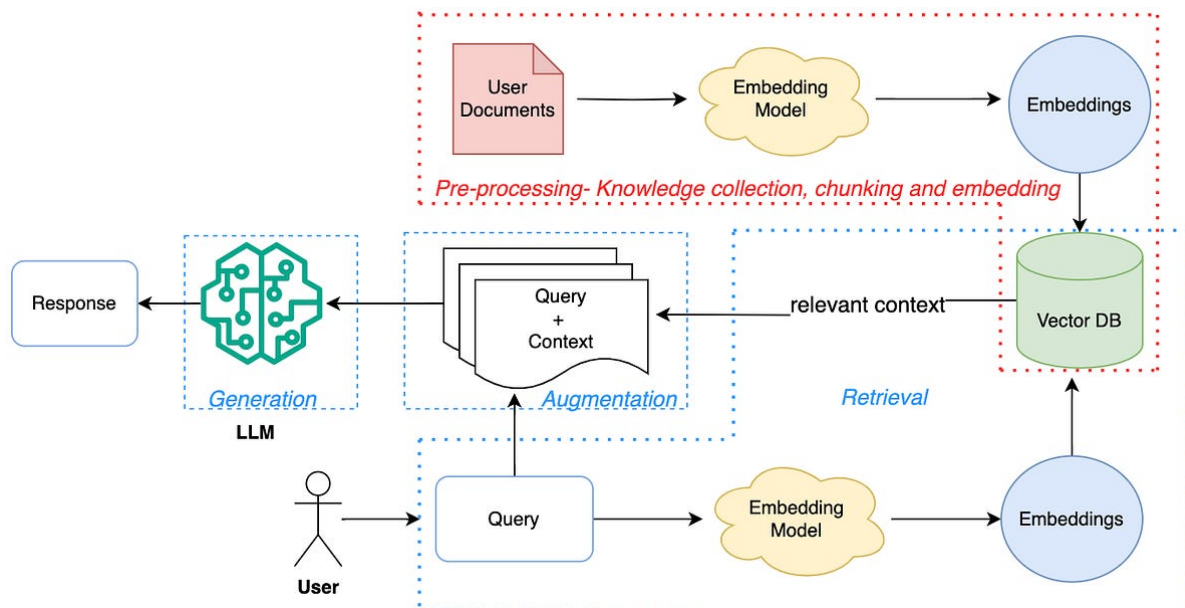 User
Documents
Embedding
Model
Embeddings
Pre-processing- Knowledge collection, chunking and embedding
Response
Generation
LLM
Query
+
Context
Augmentation
relevant context
Vector DB
Retrieval
User
Query
Embedding
Model
Embeddings